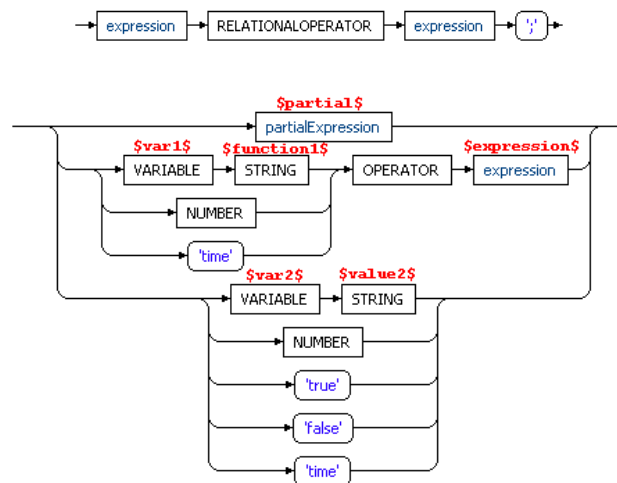 expression RELATIONALOPERATOR expression ';'
$partial$
partialExpression
$var1$ $function1$ $expression$
VARIABLE STRING OPERATOR expression
NUMBER
'time'
$var2$ $value2$
VARIABLE STRING
NUMBER
'true'
'false'
'time'